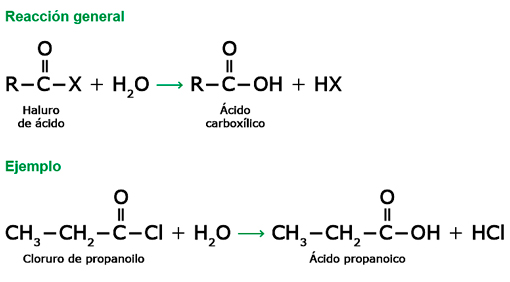 Reacción general
O O
|| ||
R–C–X + H₂O ⟶ R–C–OH + HX
Haluro Ácido
de ácido carboxílico
Ejemplo
O O
|| ||
CH₃–CH₂–C–Cl + H₂O ⟶ CH₃–CH₂–C–OH + HCl
Cloruro de propanoilo Ácido propanoico